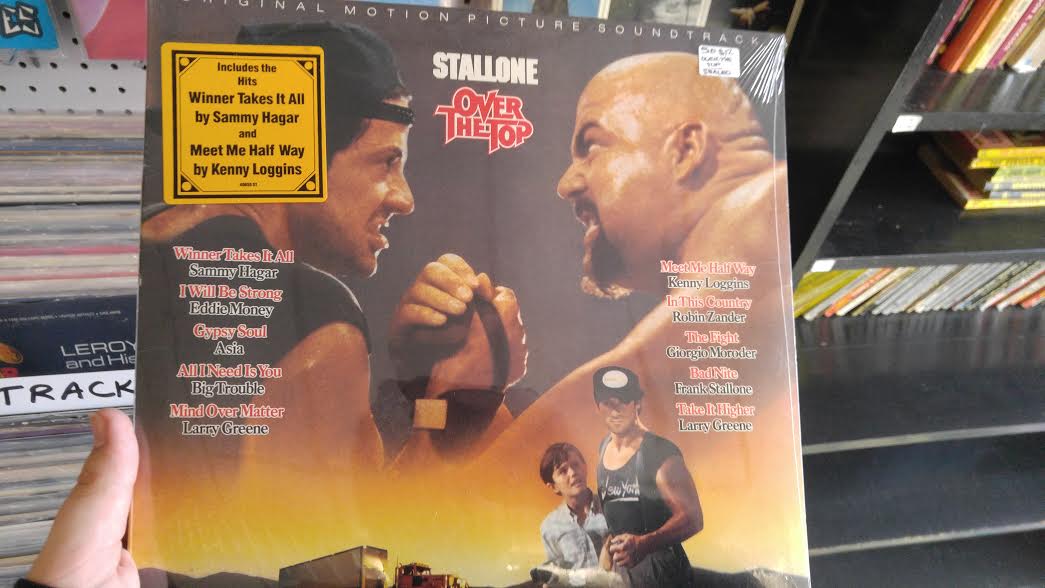 ORIGINAL MOTION PICTURE SOUNDTRACK
STALLONE
OVER
THE TOP
Includes the
Hits
Winner Takes It All
by Sammy Hagar
and
Meet Me Half Way
by Kenny Loggins
Winner Takes It All
Sammy Hagar
I Will Be Strong
Eddie Money
Gypsy Soul
Asia
All I Need Is You
Big Trouble
Mind Over Matter
Larry Greene
Meet Me Half Way
Kenny Loggins
In This Country
Robin Zander
The Fight
Giorgio Moroder
Bad Nite
Frank Stallone
Take It Higher
Larry Greene
LEROY
and His
TRACK